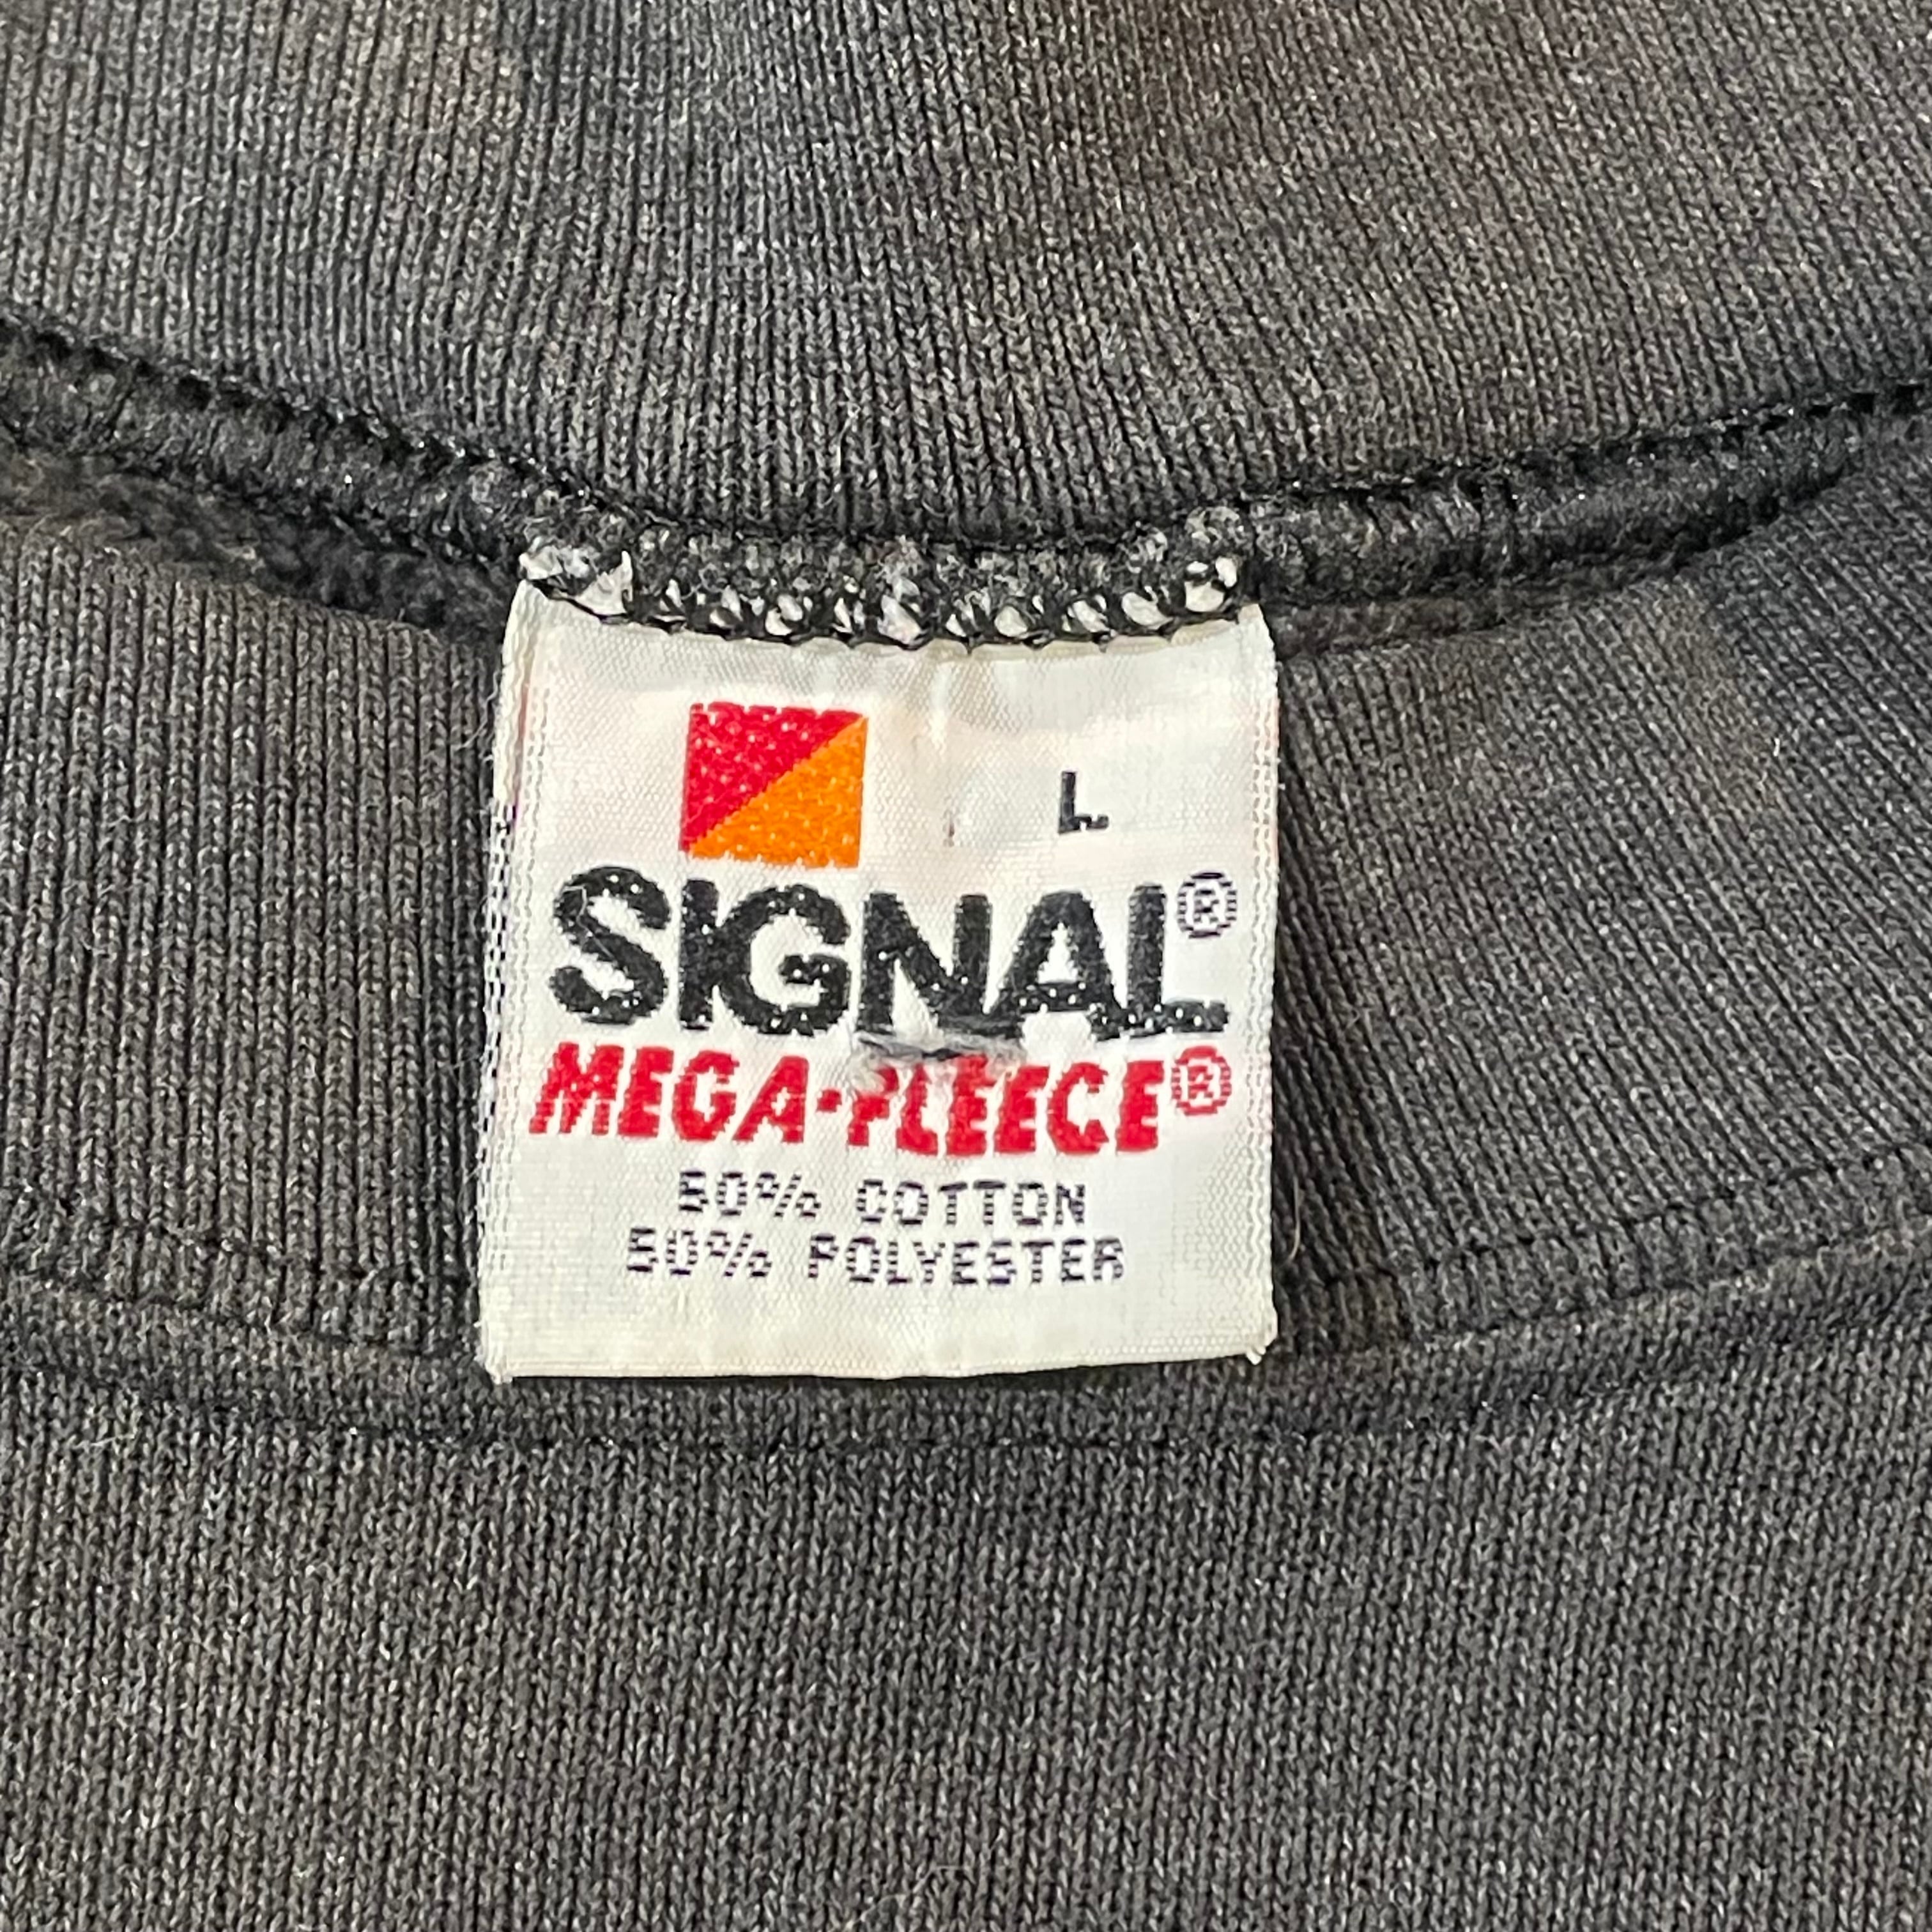 L
SIGNAL®
MEGA-FLEECE®
50% COTTON
50% POLYESTER